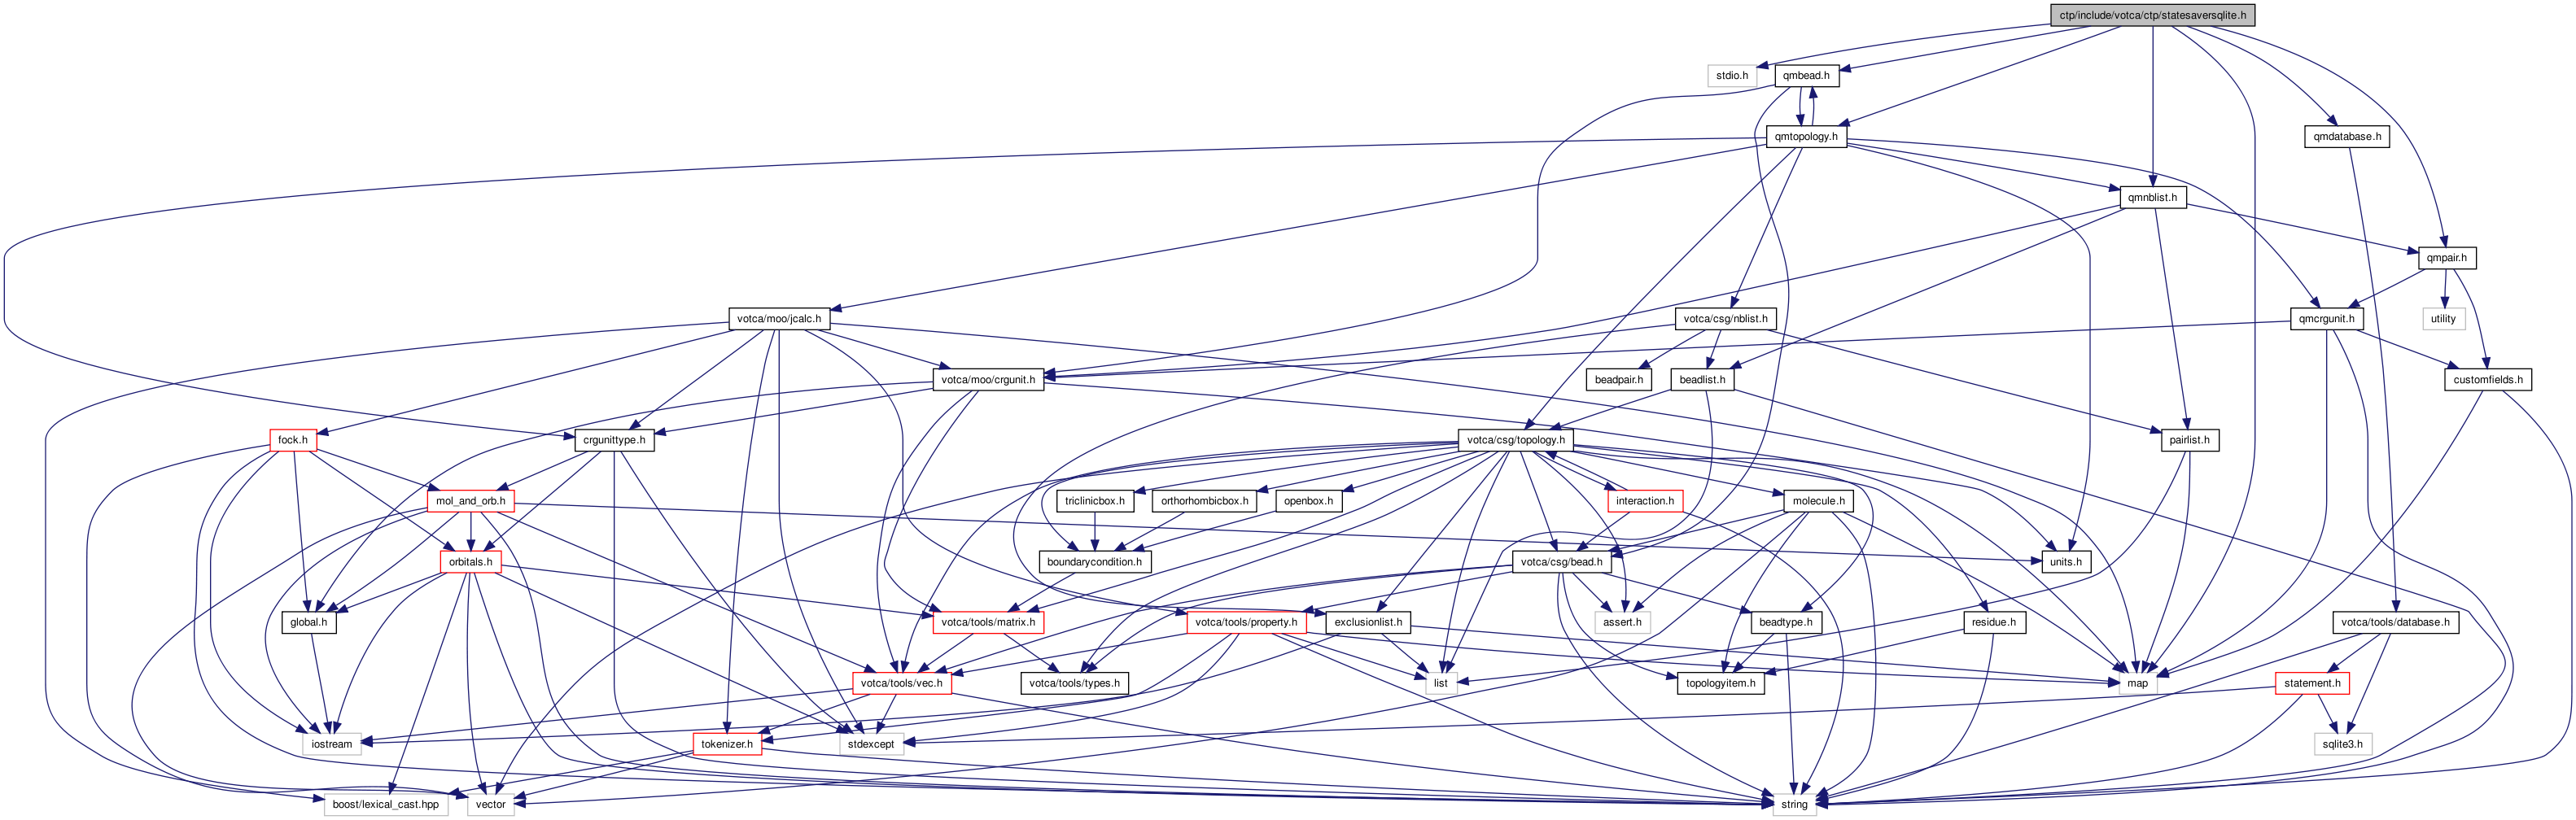 ctp/include/votca/ctp/statesaversqlite.h
stdio.h
qmbead.h
qmtopology.h
qmdatabase.h
qmnblist.h
qmpair.h
votca/moo/jcalc.h
votca/csg/nblist.h
qmcrgunit.h
utility
votca/moo/crgunit.h
beadpair.h
beadlist.h
customfields.h
fock.h
crgunittype.h
votca/csg/topology.h
pairlist.h
mol_and_orb.h
triclinicbox.h
orthorhombicbox.h
openbox.h
interaction.h
molecule.h
orbitals.h
boundarycondition.h
votca/csg/bead.h
units.h
global.h
votca/tools/matrix.h
votca/tools/property.h
exclusionlist.h
assert.h
beadtype.h
residue.h
votca/tools/database.h
votca/tools/vec.h
votca/tools/types.h
list
topologyitem.h
map
statement.h
iostream
tokenizer.h
stdexcept
sqlite3.h
boost/lexical_cast.hpp
vector
string